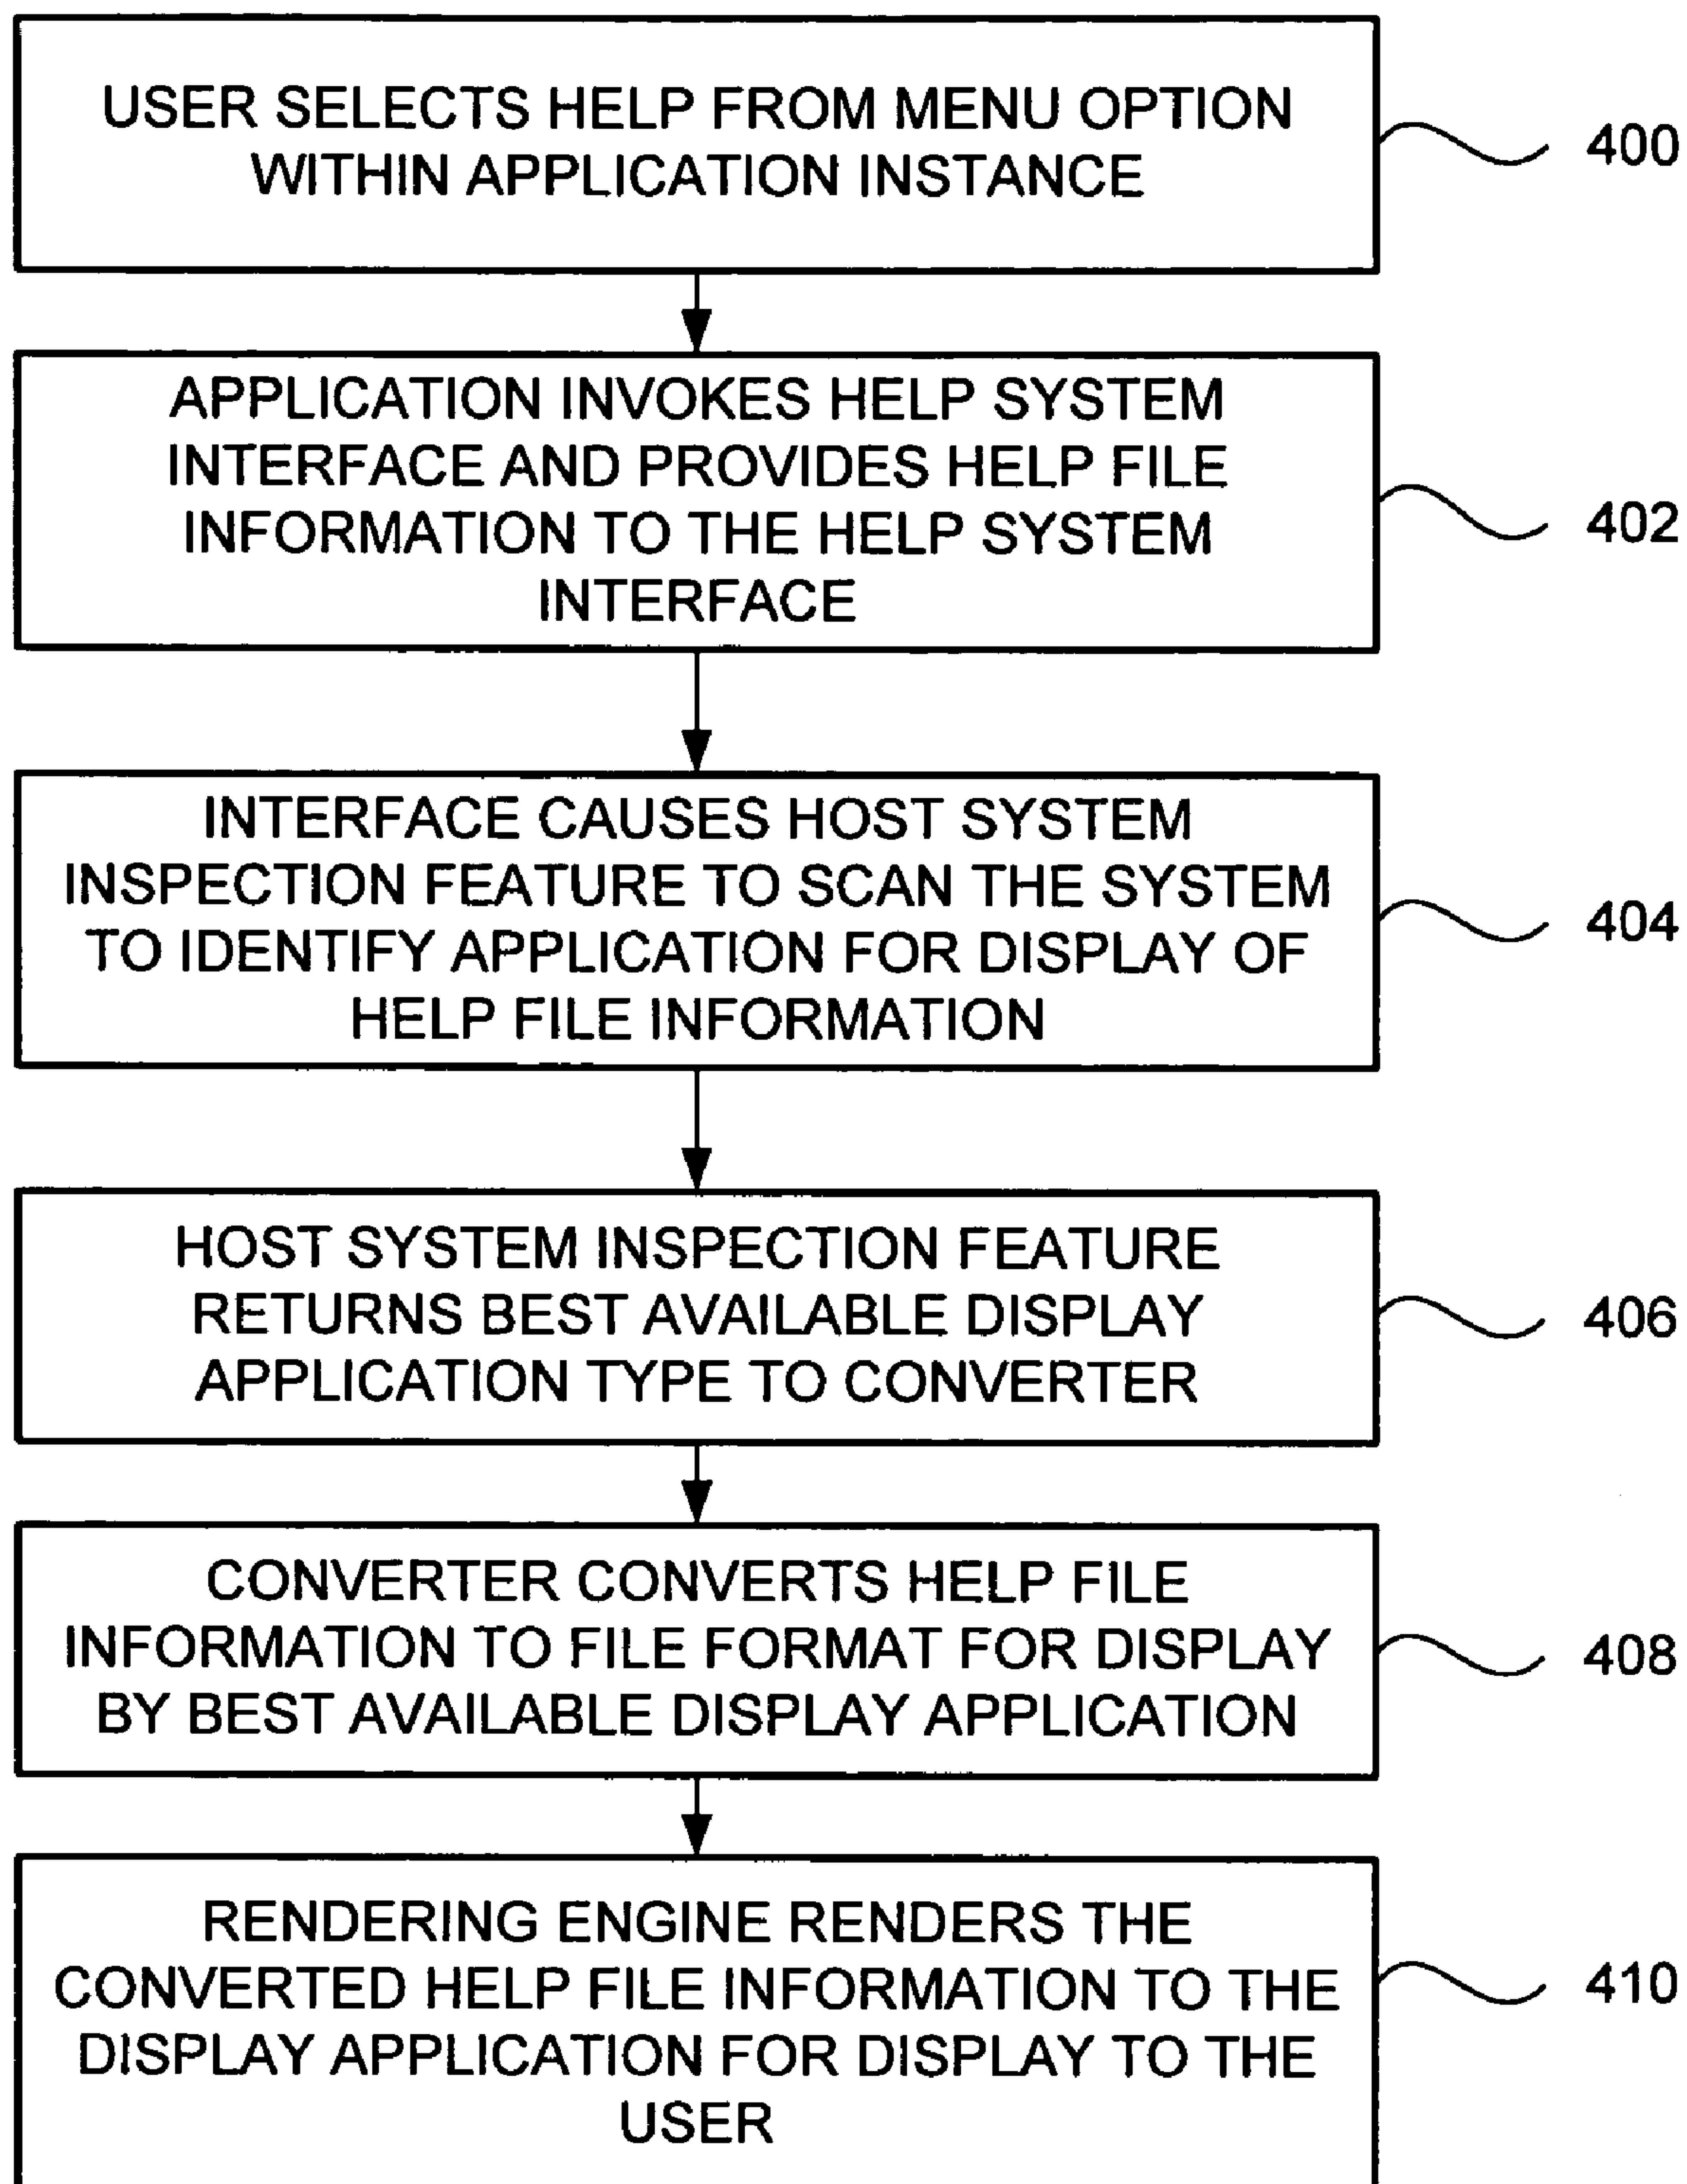 USER SELECTS HELP FROM MENU OPTION
WITHIN APPLICATION INSTANCE
400
APPLICATION INVOKES HELP SYSTEM
INTERFACE AND PROVIDES HELP FILE
INFORMATION TO THE HELP SYSTEM
INTERFACE
402
INTERFACE CAUSES HOST SYSTEM
INSPECTION FEATURE TO SCAN THE SYSTEM
TO IDENTIFY APPLICATION FOR DISPLAY OF
HELP FILE INFORMATION
404
HOST SYSTEM INSPECTION FEATURE
RETURNS BEST AVAILABLE DISPLAY
APPLICATION TYPE TO CONVERTER
406
CONVERTER CONVERTS HELP FILE
INFORMATION TO FILE FORMAT FOR DISPLAY
BY BEST AVAILABLE DISPLAY APPLICATION
408
RENDERING ENGINE RENDERS THE
CONVERTED HELP FILE INFORMATION TO THE
DISPLAY APPLICATION FOR DISPLAY TO THE
USER
410